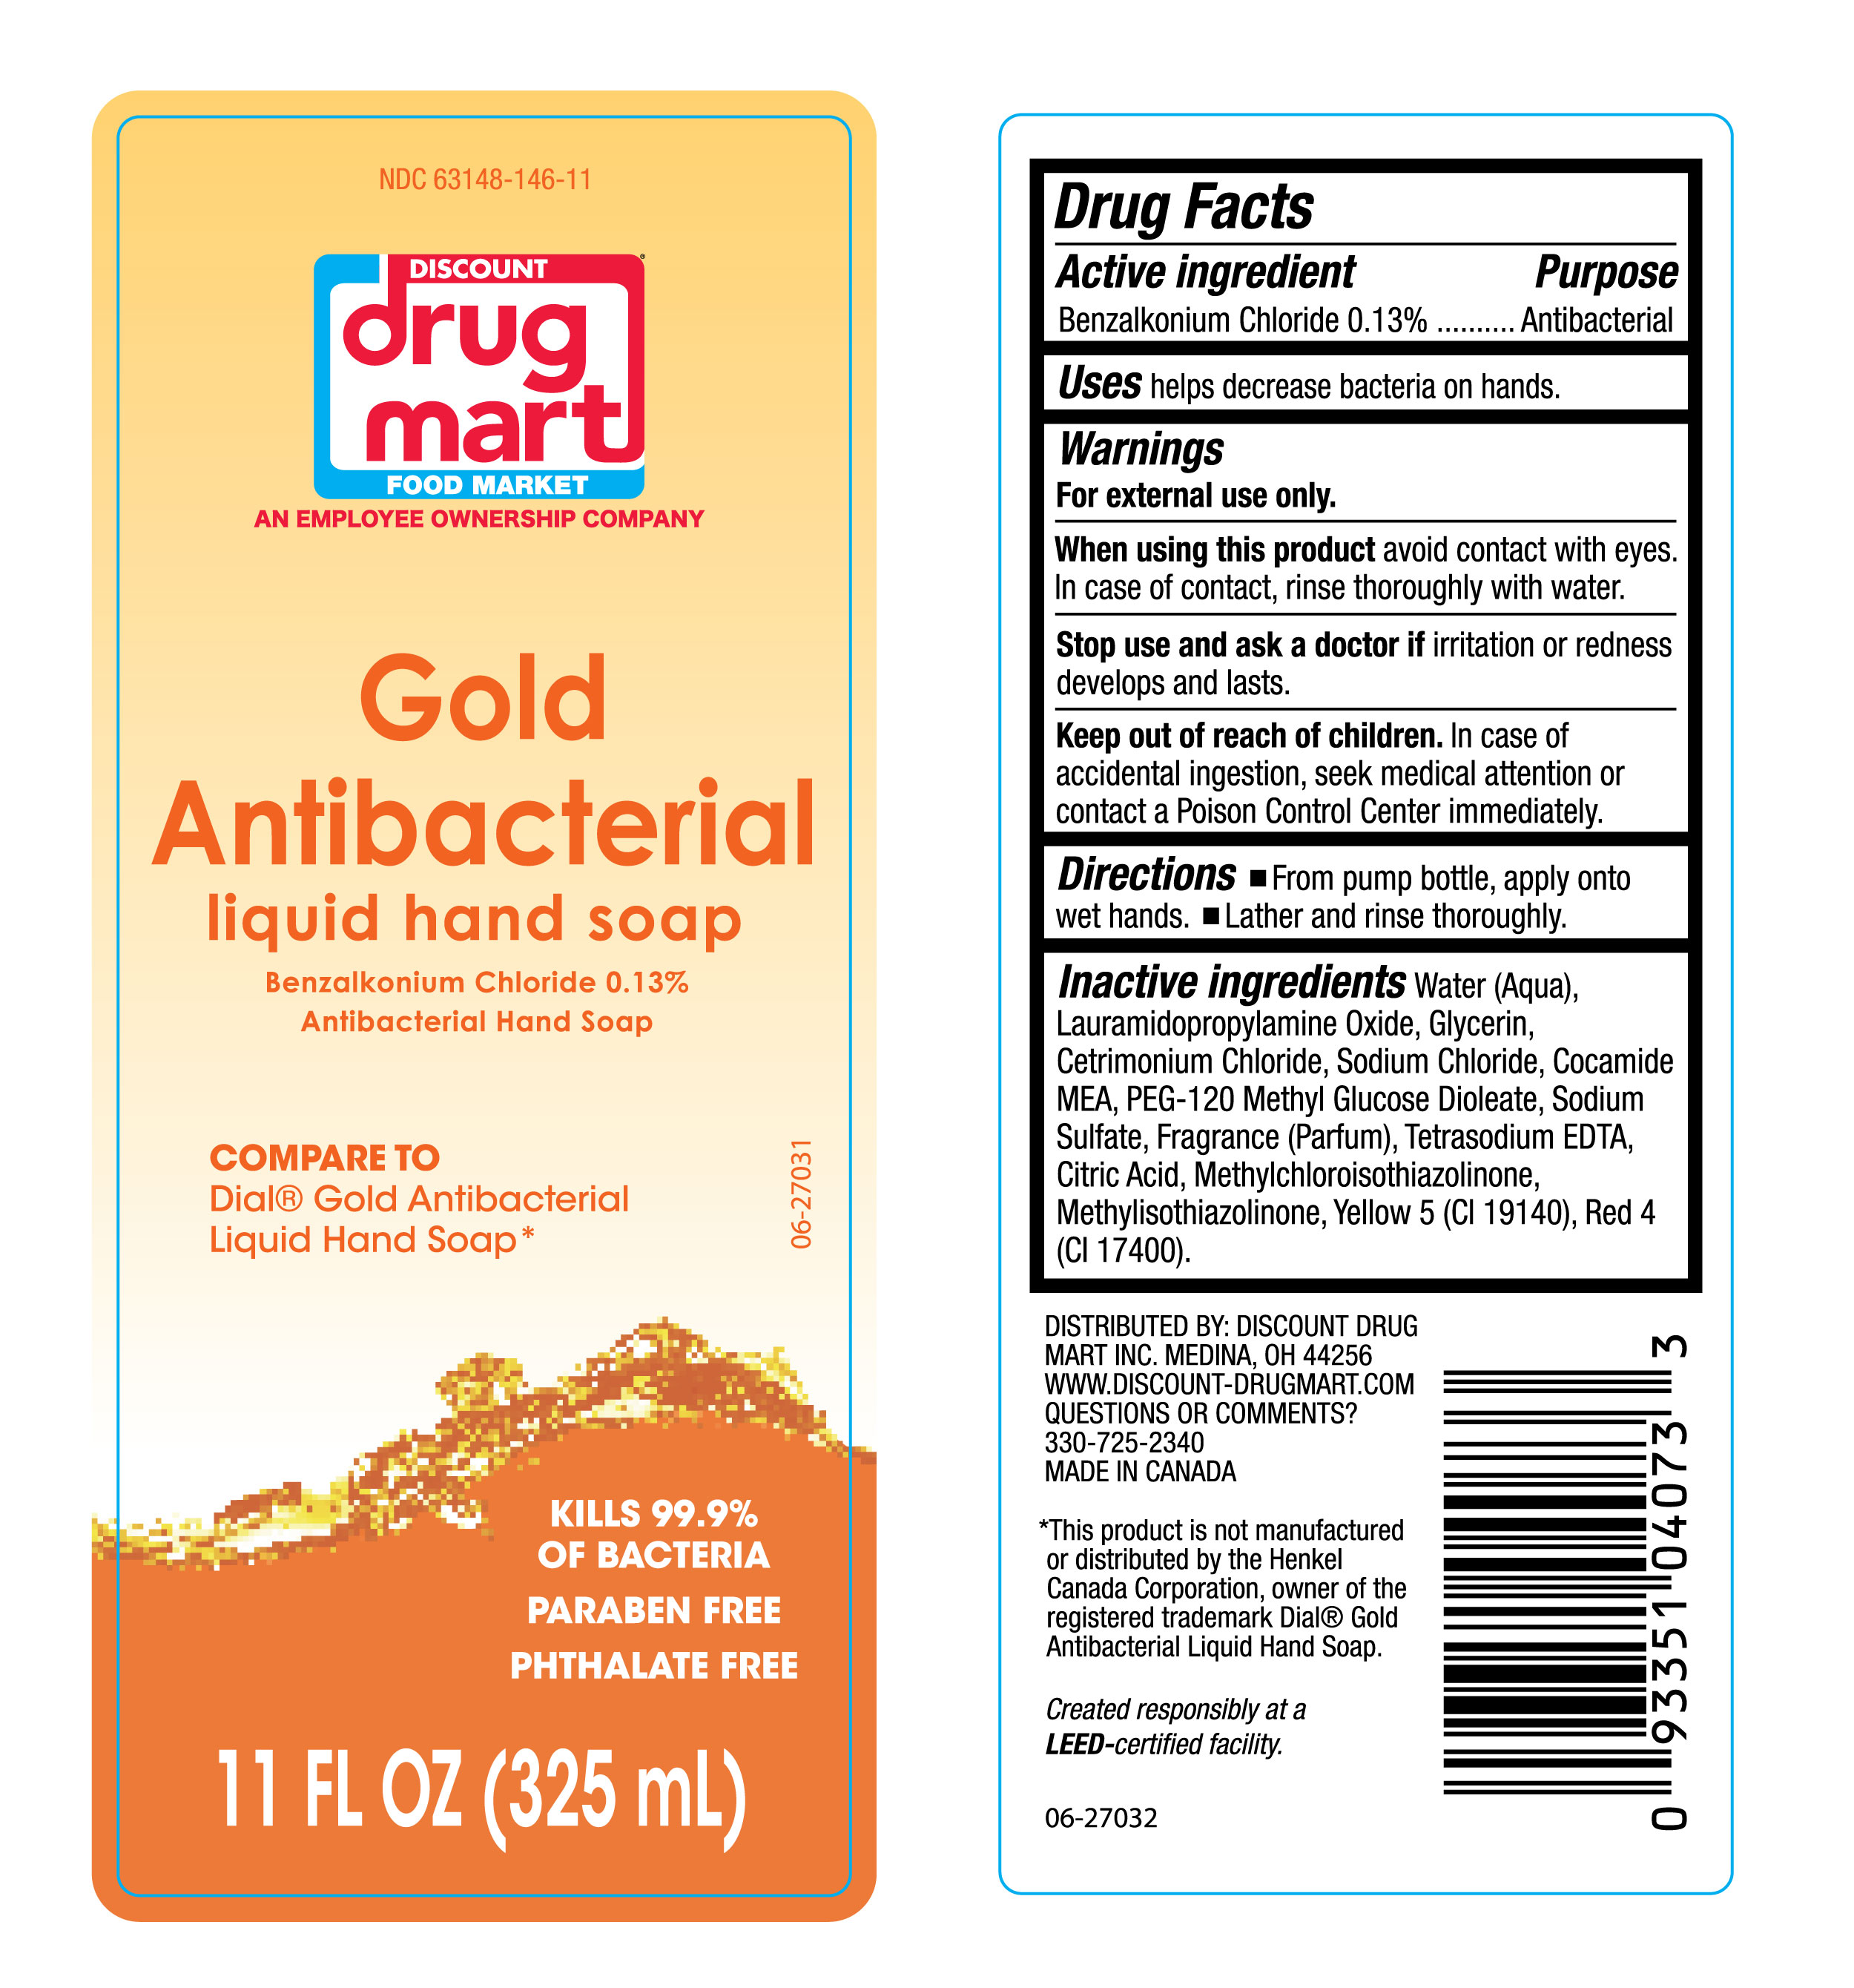 NDC 63148-146-11
DISCOUNT
drug
mart
®
FOOD MARKET
AN EMPLOYEE OWNERSHIP COMPANY
Gold
Antibacterial
liquid hand soap
Benzalkonium Chloride 0.13%
Antibacterial Hand Soap
COMPARE TO
Dial® Gold Antibacterial
Liquid Hand Soap*
06-27031
KILLS 99.9%
OF BACTERIA
PARABEN FREE
PHTHALATE FREE
11 FL OZ (325 mL)
Drug Facts
Active ingredient Purpose
Benzalkonium Chloride 0.13% .......... Antibacterial
Uses helps decrease bacteria on hands.
Warnings
For external use only.
When using this product avoid contact with eyes.
In case of contact, rinse thoroughly with water.
Stop use and ask a doctor if irritation or redness
develops and lasts.
Keep out of reach of children. In case of
accidental ingestion, seek medical attention or
contact a Poison Control Center immediately.
Directions ■ From pump bottle, apply onto
wet hands. ■ Lather and rinse thoroughly.
Inactive ingredients Water (Aqua),
Lauramidopropylamine Oxide, Glycerin,
Cetrimonium Chloride, Sodium Chloride, Cocamide
MEA, PEG-120 Methyl Glucose Dioleate, Sodium
Sulfate, Fragrance (Parfum), Tetrasodium EDTA,
Citric Acid, Methylchloroisothiazolinone,
Methylisothiazolinone, Yellow 5 (CI 19140), Red 4
(CI 17400).
DISTRIBUTED BY: DISCOUNT DRUG
MART INC. MEDINA, OH 44256
WWW.DISCOUNT-DRUGMART.COM
QUESTIONS OR COMMENTS?
330-725-2340
MADE IN CANADA
*This product is not manufactured
or distributed by the Henkel
Canada Corporation, owner of the
registered trademark Dial® Gold
Antibacterial Liquid Hand Soap.
Created responsibly at a
LEED-certified facility.
06-27032
0 93351 04073 3